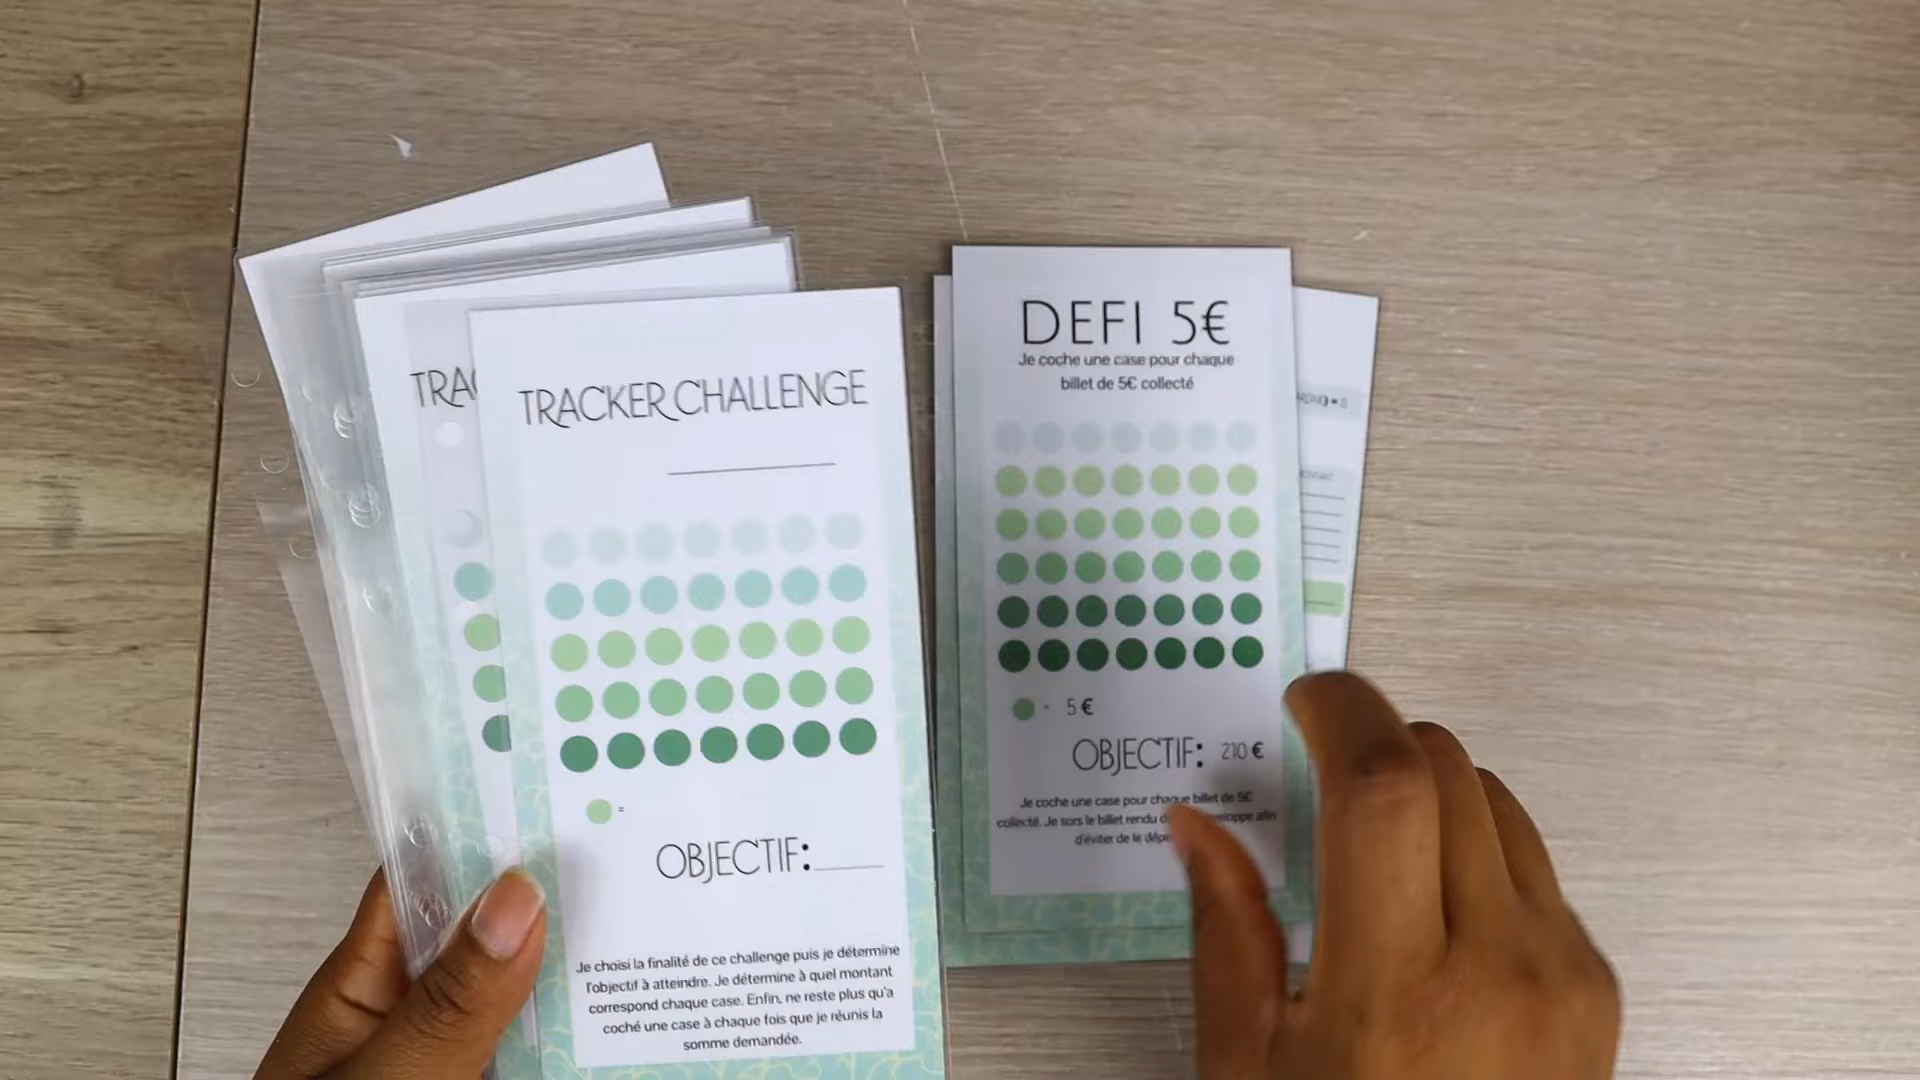 TRAC
TRACKER CHALLENGE
=
OBJECTIF:
Je choisi la finalité de ce challenge puis je détermine
l'objectif à atteindre. Je détermine à quel montant
correspond chaque case. Enfin, ne reste plus qu'a
coché une case à chaque fois que je réunis la
somme demandée.
DEFI 5€
Je coche une case pour chaque
billet de 5€ collecté
- 5 €
OBJECTIF: 210 €
Je coche une case pour chaque billet de 5€
collecté. Je sors le billet rendu
d'éviter de le